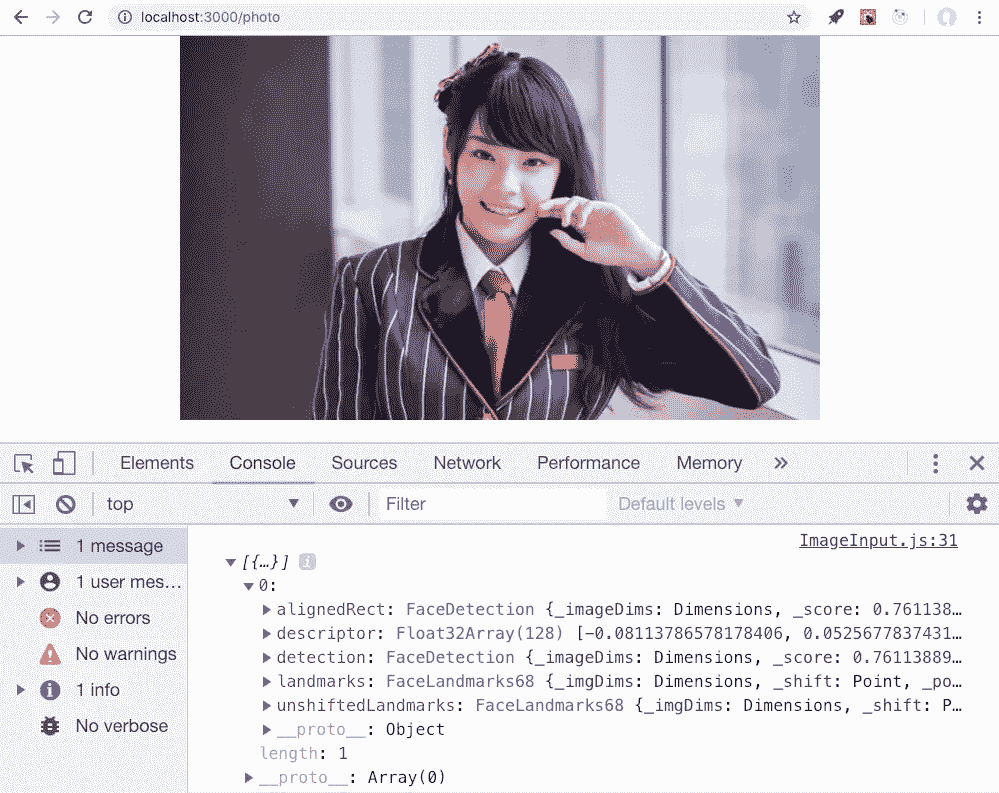 localhost:3000/photo
Elements Console Sources Network Performance Memory »
top Filter Default levels
ImageInput.js:31
1 message
1 user mes…
No errors
No warnings
1 info
No verbose
[{…}] i
0:
alignedRect: FaceDetection {_imageDims: Dimensions, _score: 0.761138…
descriptor: Float32Array(128) [-0.08113786578178406, 0.0525677837431…
detection: FaceDetection {_imageDims: Dimensions, _score: 0.76113889…
landmarks: FaceLandmarks68 {_imgDims: Dimensions, _shift: Point, _po…
unshiftedLandmarks: FaceLandmarks68 {_imgDims: Dimensions, _shift: P…
__proto__: Object
length: 1
__proto__: Array(0)